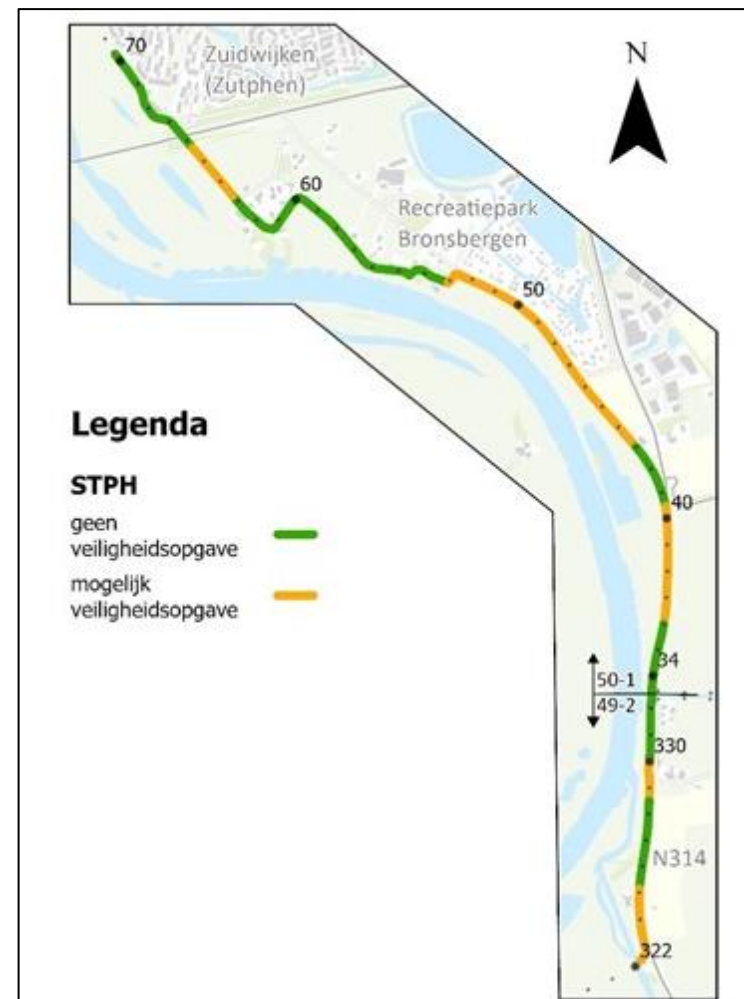 70
Zuidwijken
(Zutphen)
N
60
Recreatiepark
Bronsbergen
50
Legenda
STPH
geen
veiligheidsopgave
mogelijk
veiligheidsopgave
40
34
50-1
49-2
330
N314
322